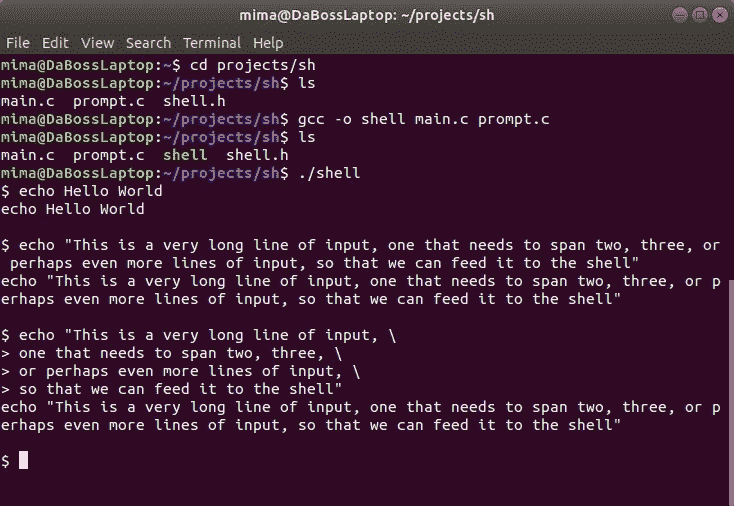 mima@DaBossLaptop: ~/projects/sh
File Edit View Search Terminal Help
mima@DaBossLaptop:~$ cd projects/sh
mima@DaBossLaptop:~/projects/sh$ ls
main.c  prompt.c  shell.h
mima@DaBossLaptop:~/projects/sh$ gcc -o shell main.c prompt.c
mima@DaBossLaptop:~/projects/sh$ ls
main.c  prompt.c  shell  shell.h
mima@DaBossLaptop:~/projects/sh$ ./shell
$ echo Hello World
echo Hello World
$ echo "This is a very long line of input, one that needs to span two, three, or
 perhaps even more lines of input, so that we can feed it to the shell"
echo "This is a very long line of input, one that needs to span two, three, or p
erhaps even more lines of input, so that we can feed it to the shell"
$ echo "This is a very long line of input, \
> one that needs to span two, three, \
> or perhaps even more lines of input, \
> so that we can feed it to the shell"
echo "This is a very long line of input, one that needs to span two, three, or p
erhaps even more lines of input, so that we can feed it to the shell"
$